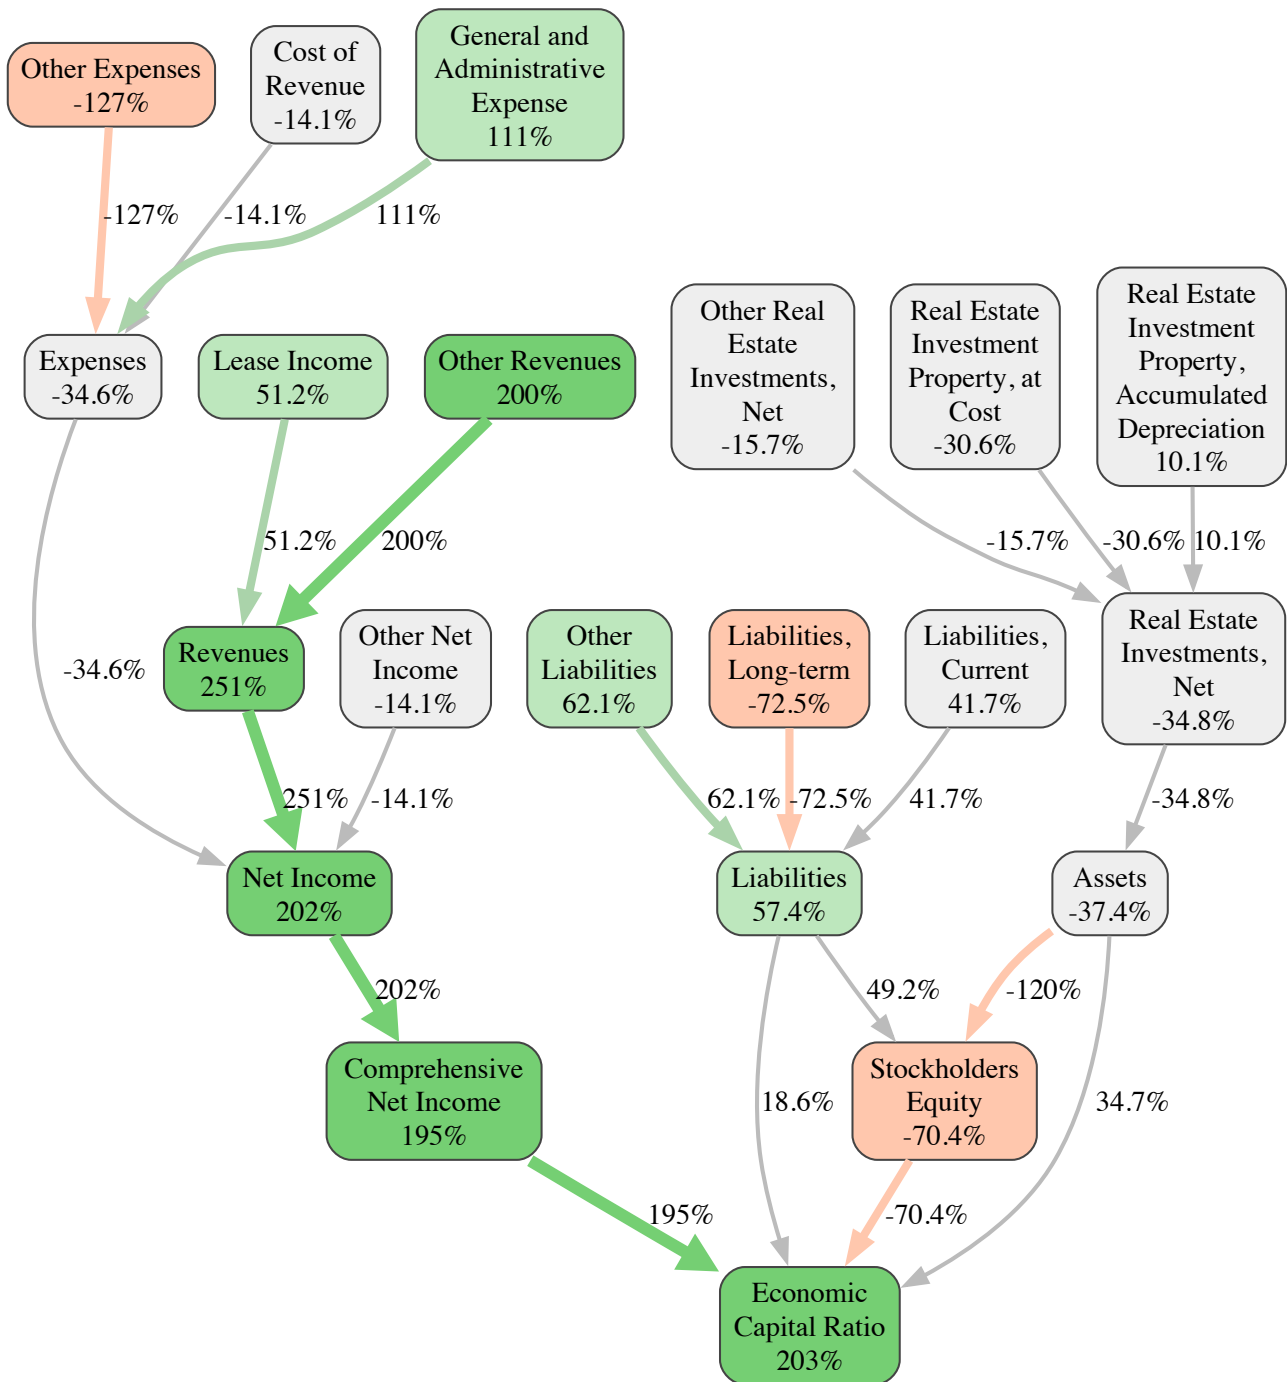 Other Expenses
-127%
Cost of
Revenue
-14.1%
General and
Administrative
Expense
111%
-127%
-14.1%
111%
Expenses
-34.6%
Lease Income
51.2%
Other Revenues
200%
Other Real
Estate
Investments,
Net
-15.7%
Real Estate
Investment
Property, at
Cost
-30.6%
Real Estate
Investment
Property,
Accumulated
Depreciation
10.1%
51.2%
200%
-15.7%
-30.6%
10.1%
-34.6%
Revenues
251%
Other Net
Income
-14.1%
Other
Liabilities
62.1%
Liabilities,
Long-term
-72.5%
Liabilities,
Current
41.7%
Real Estate
Investments,
Net
-34.8%
251%
-14.1%
62.1%
-72.5%
41.7%
-34.8%
Net Income
202%
Liabilities
57.4%
Assets
-37.4%
202%
49.2%
-120%
Comprehensive
Net Income
195%
18.6%
Stockholders
Equity
-70.4%
34.7%
195%
-70.4%
Economic
Capital Ratio
203%